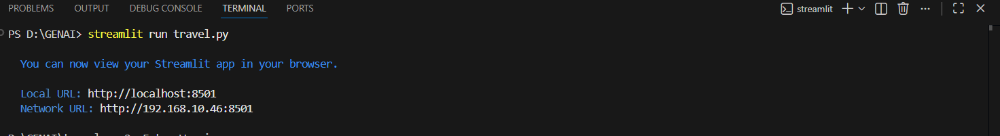 PROBLEMS OUTPUT DEBUG CONSOLE TERMINAL PORTS streamlit
PS D:\GENAI> streamlit run travel.py
You can now view your Streamlit app in your browser.
Local URL: http://localhost:8501
Network URL: http://192.168.10.46:8501